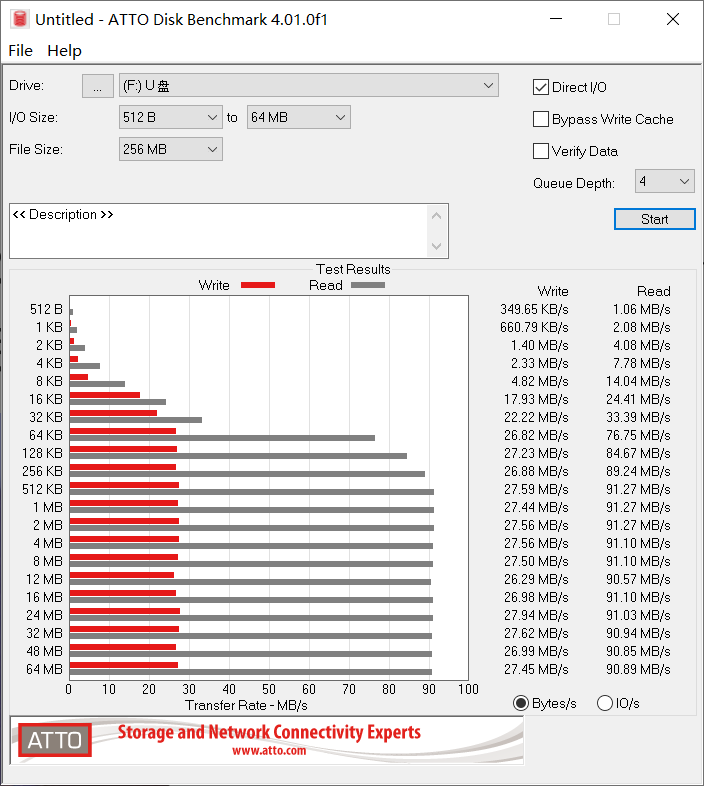 Untitled - ATTO Disk Benchmark 4.01.0f1
File Help
Drive: ... (F:) U 盘
Direct I/O
I/O Size: 512 B to 64 MB
Bypass Write Cache
File Size: 256 MB
Verify Data
Queue Depth: 4
<< Description >>
Start
Test Results
Write Read
Write Read
512 B 349.65 KB/s 1.06 MB/s
1 KB 660.79 KB/s 2.08 MB/s
2 KB 1.40 MB/s 4.08 MB/s
4 KB 2.33 MB/s 7.78 MB/s
8 KB 4.82 MB/s 14.04 MB/s
16 KB 17.93 MB/s 24.41 MB/s
32 KB 22.22 MB/s 33.39 MB/s
64 KB 26.82 MB/s 76.75 MB/s
128 KB 27.23 MB/s 84.67 MB/s
256 KB 26.88 MB/s 89.24 MB/s
512 KB 27.59 MB/s 91.27 MB/s
1 MB 27.44 MB/s 91.27 MB/s
2 MB 27.56 MB/s 91.27 MB/s
4 MB 27.56 MB/s 91.10 MB/s
8 MB 27.50 MB/s 91.10 MB/s
12 MB 26.29 MB/s 90.57 MB/s
16 MB 26.98 MB/s 91.10 MB/s
24 MB 27.94 MB/s 91.03 MB/s
32 MB 27.62 MB/s 90.94 MB/s
48 MB 26.99 MB/s 90.85 MB/s
64 MB 27.45 MB/s 90.89 MB/s
0 10 20 30 40 50 60 70 80 90 100
Transfer Rate - MB/s
Bytes/s IO/s
ATTO
Storage and Network Connectivity Experts
www.atto.com